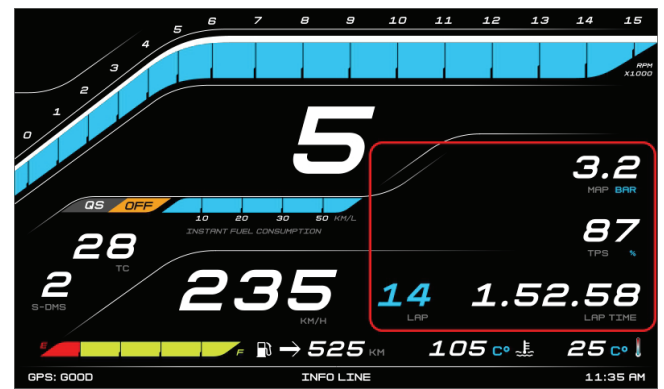 0 1 2 3 4 5 6 7 8 9 10 11 12 13 14 15
RPM
X1000
5
3.2
MAP BAR
QS OFF
10 20 30 50 KM/L
INSTANT FUEL CONSUMPTION
87
TPS %
28
TC
2
S-DMS
235
KM/H
14
LAP
1.52.58
LAP TIME
E F → 525 KM 105 C° 25 C°
GPS: GOOD INFO LINE 11:35 AM